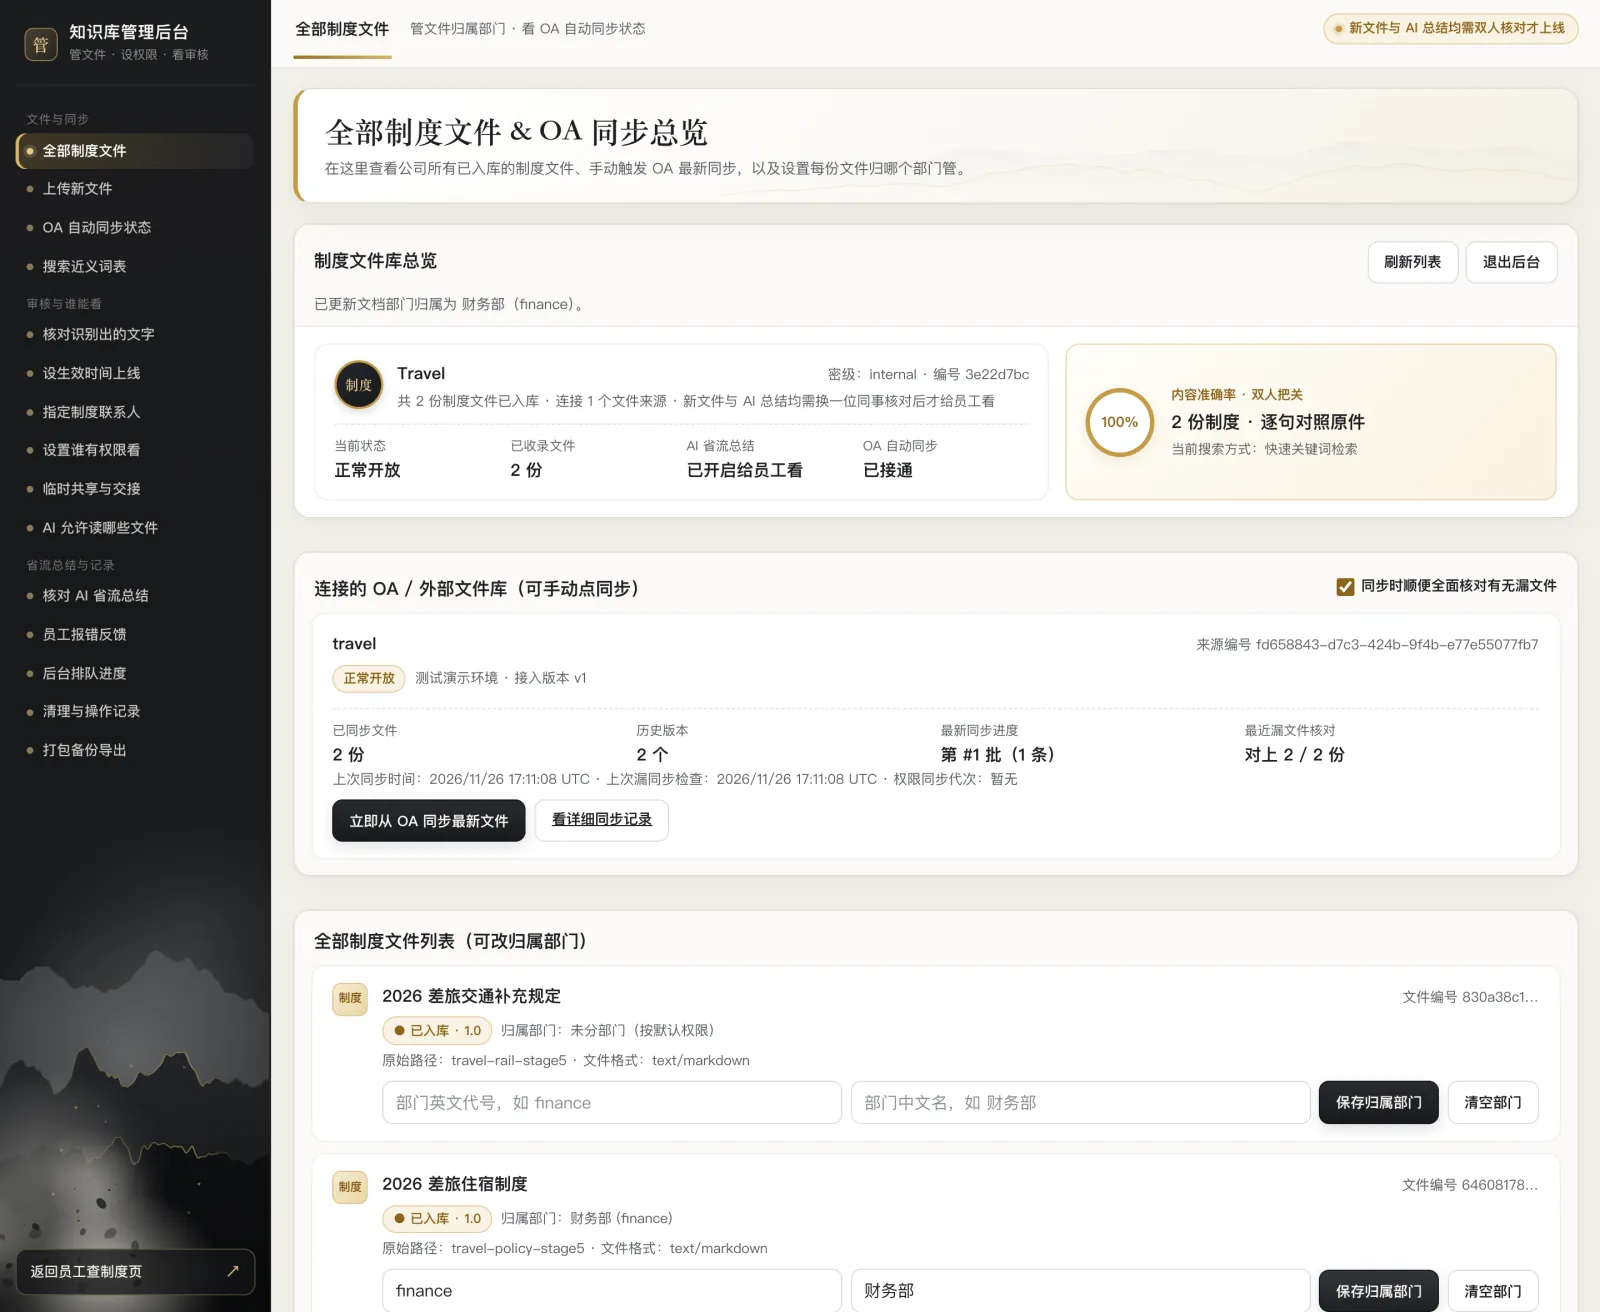 管
知识库管理后台
管文件 · 设权限 · 看审核
文件与同步
全部制度文件
上传新文件
OA 自动同步状态
搜索近义词表
审核与谁能看
核对识别出的文字
设生效时间上线
指定制度联系人
设置谁有权限看
临时共享与交接
AI 允许读哪些文件
省流总结与记录
核对 AI 省流总结
员工报错反馈
后台排队进度
清理与操作记录
打包备份导出
返回员工查制度页 ↗
全部制度文件
管文件归属部门 · 看 OA 自动同步状态
新文件与 AI 总结均需双人核对才上线
全部制度文件 & OA 同步总览
在这里查看公司所有已入库的制度文件、手动触发 OA 最新同步，以及设置每份文件归哪个部门管。
制度文件库总览
刷新列表
退出后台
已更新文档部门归属为 财务部（finance）。
制度
Travel
密级：internal · 编号 3e22d7bc
共 2 份制度文件已入库 · 连接 1 个文件来源 · 新文件与 AI 总结均需换一位同事核对后才给员工看
当前状态
正常开放
已收录文件
2 份
AI 省流总结
已开启给员工看
OA 自动同步
已接通
100%
内容准确率 · 双人把关
2 份制度 · 逐句对照原件
当前搜索方式：快速关键词检索
连接的 OA / 外部文件库（可手动点同步）
同步时顺便全面核对有无漏文件
travel
来源编号 fd658843-d7c3-424b-9f4b-e77e55077fb7
正常开放
测试演示环境 · 接入版本 v1
已同步文件
2 份
历史版本
2 个
最新同步进度
第 #1 批（1 条）
最近漏文件核对
对上 2 / 2 份
上次同步时间：2026/11/26 17:11:08 UTC · 上次漏同步检查：2026/11/26 17:11:08 UTC · 权限同步代次：暂无
立即从 OA 同步最新文件
看详细同步记录
全部制度文件列表（可改归属部门）
制度
2026 差旅交通补充规定
文件编号 830a38c1...
已入库 · 1.0
归属部门：未分部门（按默认权限）
原始路径：travel-rail-stage5 · 文件格式：text/markdown
部门英文代号，如 finance
部门中文名，如 财务部
保存归属部门
清空部门
制度
2026 差旅住宿制度
文件编号 64608178...
已入库 · 1.0
归属部门：财务部 (finance)
原始路径：travel-policy-stage5 · 文件格式：text/markdown
finance
财务部
保存归属部门
清空部门